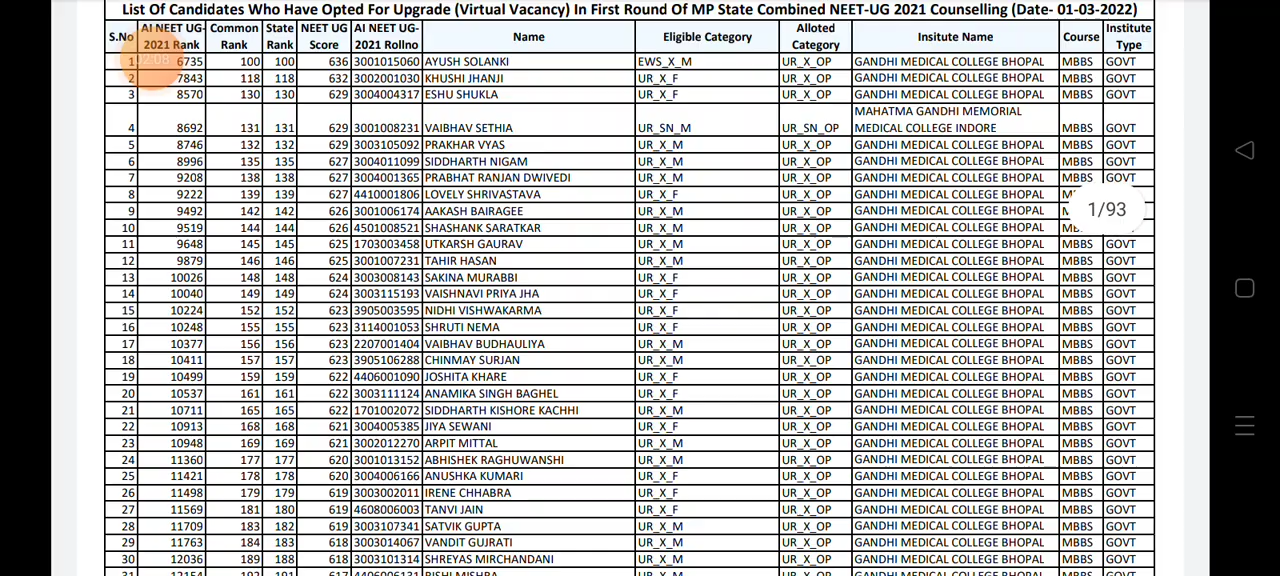 List Of Candidates Who Have Opted For Upgrade (Virtual Vacancy) In First Round Of MP State Combined NEET-UG 2021 Counselling (Date- 01-03-2022)
S.No AI NEET UG-2021 Rank Common Rank State Rank NEET UG Score AI NEET UG-2021 Rollno Name Eligible Category Alloted Category Insitute Name Course Institute Type
02:08
1 6735 100 100 636 3001015060 AYUSH SOLANKI EWS_X_M UR_X_OP GANDHI MEDICAL COLLEGE BHOPAL MBBS GOVT
2 7843 118 118 632 3002001030 KHUSHI JHANJI UR_X_F UR_X_OP GANDHI MEDICAL COLLEGE BHOPAL MBBS GOVT
3 8570 130 130 629 3004004317 ESHU SHUKLA UR_X_F UR_X_OP GANDHI MEDICAL COLLEGE BHOPAL MBBS GOVT
4 8692 131 131 629 3001008231 VAIBHAV SETHIA UR_SN_M UR_SN_OP MAHATMA GANDHI MEMORIAL MEDICAL COLLEGE INDORE MBBS GOVT
5 8746 132 132 629 3003105092 PRAKHAR VYAS UR_X_M UR_X_OP GANDHI MEDICAL COLLEGE BHOPAL MBBS GOVT
6 8996 135 135 627 3004011099 SIDDHARTH NIGAM UR_X_M UR_X_OP GANDHI MEDICAL COLLEGE BHOPAL MBBS GOVT
7 9208 138 138 627 3004001365 PRABHAT RANJAN DWIVEDI UR_X_M UR_X_OP GANDHI MEDICAL COLLEGE BHOPAL MBBS GOVT
8 9222 139 139 627 4410001806 LOVELY SHRIVASTAVA UR_X_F UR_X_OP GANDHI MEDICAL COLLEGE BHOPAL
9 9492 142 142 626 3001006174 AAKASH BAIRAGEE UR_X_M UR_X_OP GANDHI MEDICAL COLLEGE BHOPAL
1/93
10 9519 144 144 626 4501008521 SHASHANK SARATKAR UR_X_M UR_X_OP GANDHI MEDICAL COLLEGE BHOPAL
11 9648 145 145 625 1703003458 UTKARSH GAURAV UR_X_M UR_X_OP GANDHI MEDICAL COLLEGE BHOPAL MBBS GOVT
12 9879 146 146 625 3001007231 TAHIR HASAN UR_X_M UR_X_OP GANDHI MEDICAL COLLEGE BHOPAL MBBS GOVT
13 10026 148 148 624 3003008143 SAKINA MURABBI UR_X_F UR_X_OP GANDHI MEDICAL COLLEGE BHOPAL MBBS GOVT
14 10040 149 149 624 3003115193 VAISHNAVI PRIYA JHA UR_X_F UR_X_OP GANDHI MEDICAL COLLEGE BHOPAL MBBS GOVT
15 10224 152 152 623 3905003595 NIDHI VISHWAKARMA UR_X_F UR_X_OP GANDHI MEDICAL COLLEGE BHOPAL MBBS GOVT
16 10248 155 155 623 3114001053 SHRUTI NEMA UR_X_F UR_X_OP GANDHI MEDICAL COLLEGE BHOPAL MBBS GOVT
17 10377 156 156 623 2207001404 VAIBHAV BUDHAULIYA UR_X_M UR_X_OP GANDHI MEDICAL COLLEGE BHOPAL MBBS GOVT
18 10411 157 157 623 3905106288 CHINMAY SURJAN UR_X_M UR_X_OP GANDHI MEDICAL COLLEGE BHOPAL MBBS GOVT
19 10499 159 159 622 4406001090 JOSHITA KHARE UR_X_F UR_X_OP GANDHI MEDICAL COLLEGE BHOPAL MBBS GOVT
20 10537 161 161 622 3003111124 ANAMIKA SINGH BAGHEL UR_X_F UR_X_OP GANDHI MEDICAL COLLEGE BHOPAL MBBS GOVT
21 10711 165 165 622 1701002072 SIDDHARTH KISHORE KACHHI UR_X_M UR_X_OP GANDHI MEDICAL COLLEGE BHOPAL MBBS GOVT
22 10913 168 168 621 3004005385 JIYA SEWANI UR_X_F UR_X_OP GANDHI MEDICAL COLLEGE BHOPAL MBBS GOVT
23 10948 169 169 621 3002012270 ARPIT MITTAL UR_X_M UR_X_OP GANDHI MEDICAL COLLEGE BHOPAL MBBS GOVT
24 11360 177 177 620 3001013152 ABHISHEK RAGHUWANSHI UR_X_M UR_X_OP GANDHI MEDICAL COLLEGE BHOPAL MBBS GOVT
25 11421 178 178 620 3004006166 ANUSHKA KUMARI UR_X_F UR_X_OP GANDHI MEDICAL COLLEGE BHOPAL MBBS GOVT
26 11498 179 179 619 3003002011 IRENE CHHABRA UR_X_F UR_X_OP GANDHI MEDICAL COLLEGE BHOPAL MBBS GOVT
27 11569 181 180 619 4608006003 TANVI JAIN UR_X_F UR_X_OP GANDHI MEDICAL COLLEGE BHOPAL MBBS GOVT
28 11709 183 182 619 3003107341 SATVIK GUPTA UR_X_M UR_X_OP GANDHI MEDICAL COLLEGE BHOPAL MBBS GOVT
29 11763 184 183 618 3003014067 VANDIT GUJRATI UR_X_M UR_X_OP GANDHI MEDICAL COLLEGE BHOPAL MBBS GOVT
30 12036 189 188 618 3003101314 SHREYAS MIRCHANDANI UR_X_M UR_X_OP GANDHI MEDICAL COLLEGE BHOPAL MBBS GOVT